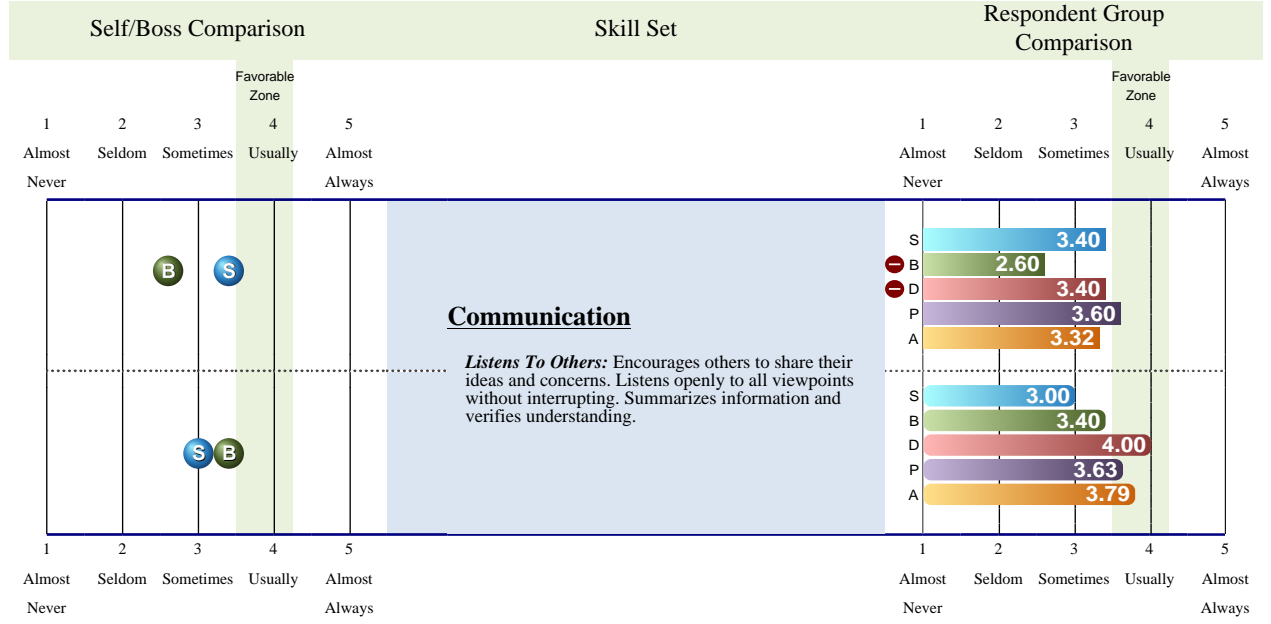 Self/Boss Comparison
Skill Set
Respondent Group
Comparison
Favorable
Zone
Favorable
Zone
1 2 3 4 5
Almost Seldom Sometimes Usually Almost
Never Always
1 2 3 4 5
Almost Seldom Sometimes Usually Almost
Never Always
B S
S B
Communication
Listens To Others: Encourages others to share their
ideas and concerns. Listens openly to all viewpoints
without interrupting. Summarizes information and
verifies understanding.
S 3.40
B 2.60
D 3.40
P 3.60
A 3.32
S 3.00
B 3.40
D 4.00
P 3.63
A 3.79
1 2 3 4 5
Almost Seldom Sometimes Usually Almost
Never Always
1 2 3 4 5
Almost Seldom Sometimes Usually Almost
Never Always